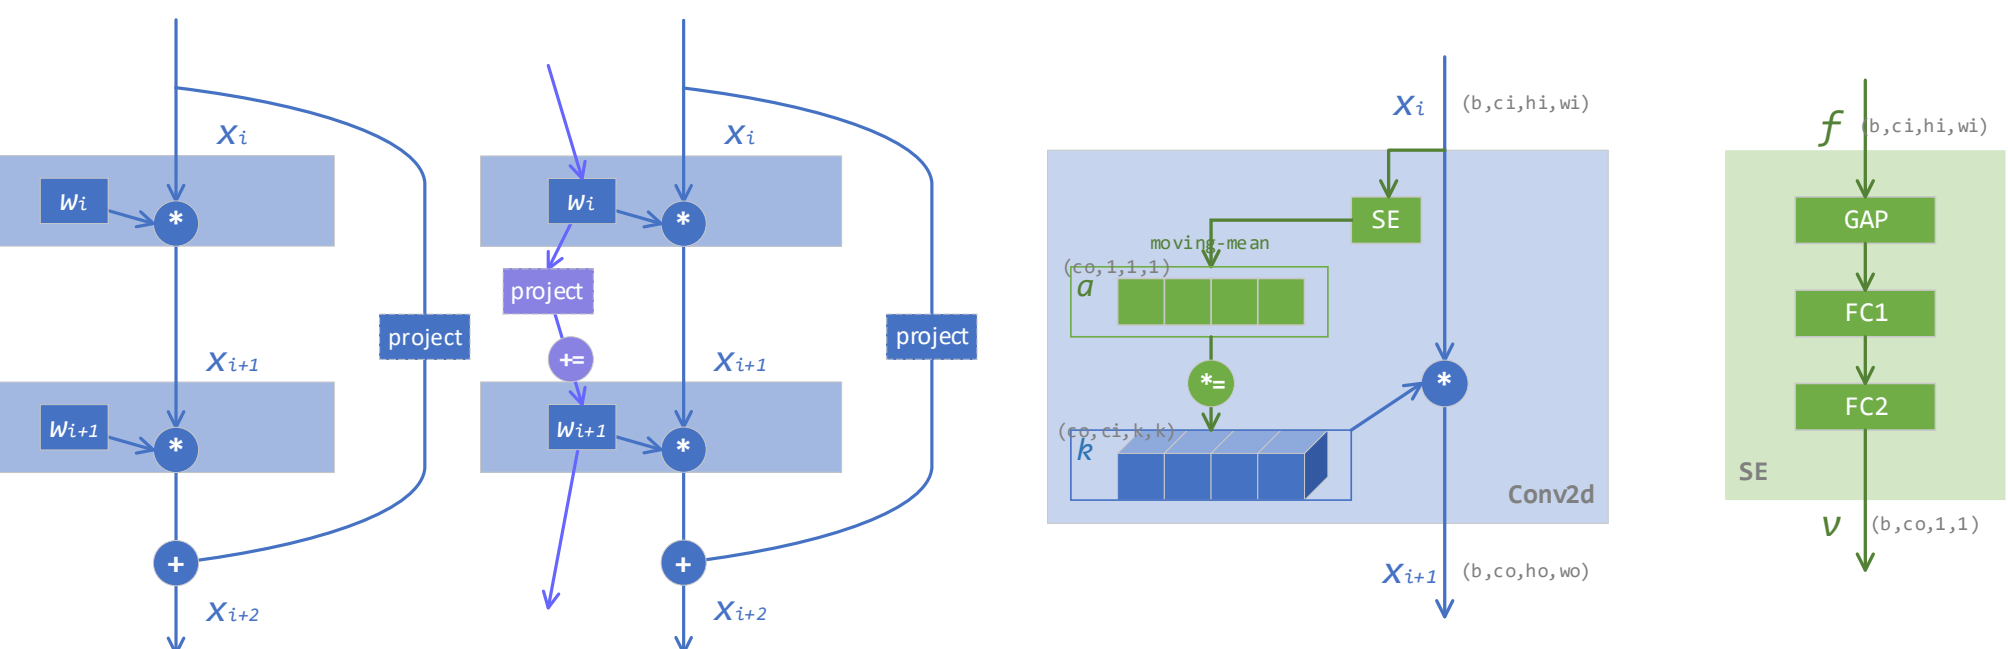 xi
wi
*
project
xi+1
wi+1
*
+
xi+2
xi
wi
*
project
+=
project
xi+1
wi+1
*
+
xi+2
xi (b,ci,hi,wi)
SE
moving-mean
(co,1,1,1)
a
*=
*
(co,ci,k,k)
k
Conv2d
xi+1 (b,co,ho,wo)
f (b,ci,hi,wi)
GAP
FC1
FC2
SE
v (b,co,1,1)